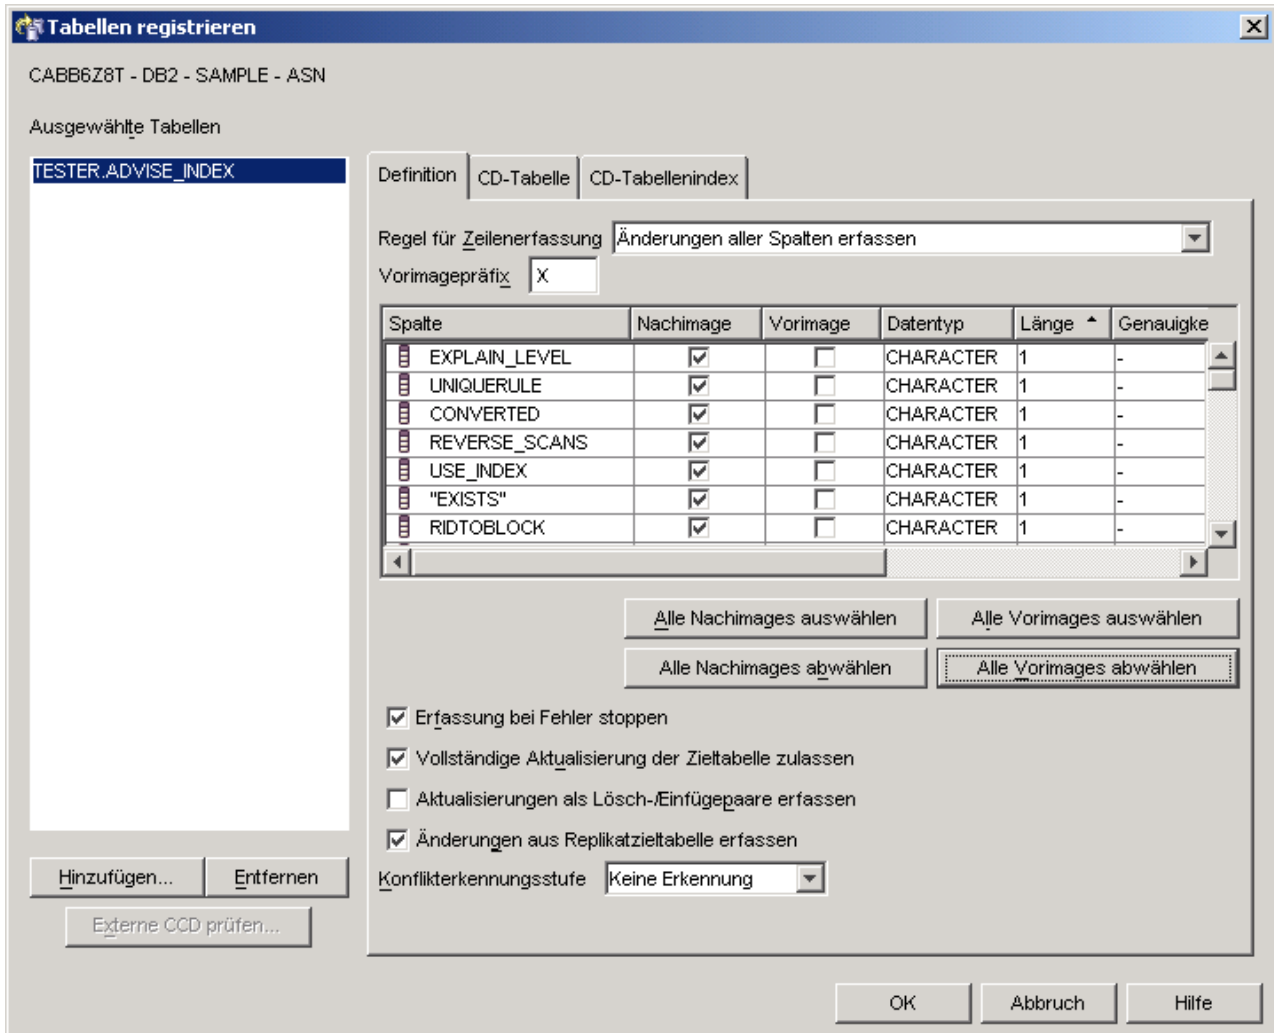 Tabellen registrieren
CABB6Z8T - DB2 - SAMPLE - ASN
Ausgewählte Tabellen
TESTER.ADVISE_INDEX
Definition CD-Tabelle CD-Tabellenindex
Regel für Zeilenerfassung Änderungen aller Spalten erfassen
Vorimagepräfix X
Spalte Nachimage Vorimage Datentyp Länge Genauigke
EXPLAIN_LEVEL CHARACTER 1 -
UNIQUERULE CHARACTER 1 -
CONVERTED CHARACTER 1 -
REVERSE_SCANS CHARACTER 1 -
USE_INDEX CHARACTER 1 -
"EXISTS" CHARACTER 1 -
RIDTOBLOCK CHARACTER 1 -
Alle Nachimages auswählen Alle Vorimages auswählen
Alle Nachimages abwählen Alle Vorimages abwählen
Erfassung bei Fehler stoppen
Vollständige Aktualisierung der Zieltabelle zulassen
Aktualisierungen als Lösch-/Einfügepaare erfassen
Änderungen aus Replikatzieltabelle erfassen
Konflikterkennungsstufe Keine Erkennung
Hinzufügen... Entfernen
Externe CCD prüfen...
OK Abbruch Hilfe